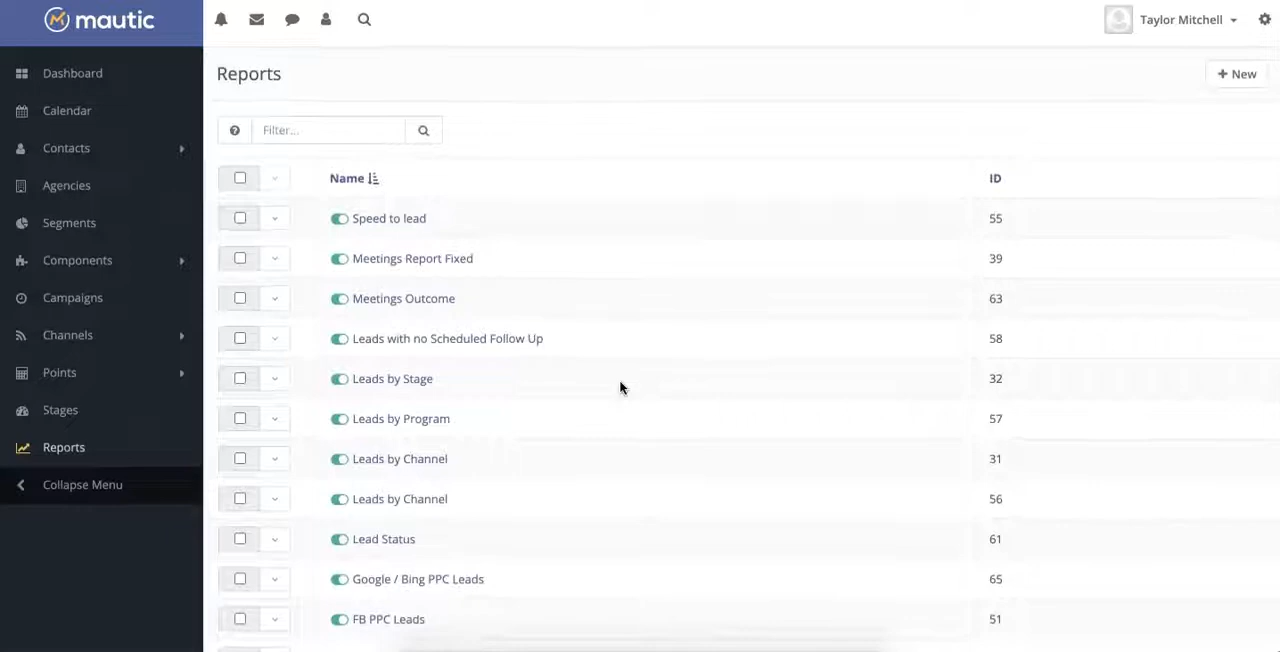 mautic
Taylor Mitchell
Dashboard
Calendar
Contacts
Agencies
Segments
Components
Campaigns
Channels
Points
Stages
Reports
Collapse Menu
Reports
+ New
Filter...
Name ID
Speed to lead 55
Meetings Report Fixed 39
Meetings Outcome 63
Leads with no Scheduled Follow Up 58
Leads by Stage 32
Leads by Program 57
Leads by Channel 31
Leads by Channel 56
Lead Status 61
Google / Bing PPC Leads 65
FB PPC Leads 51